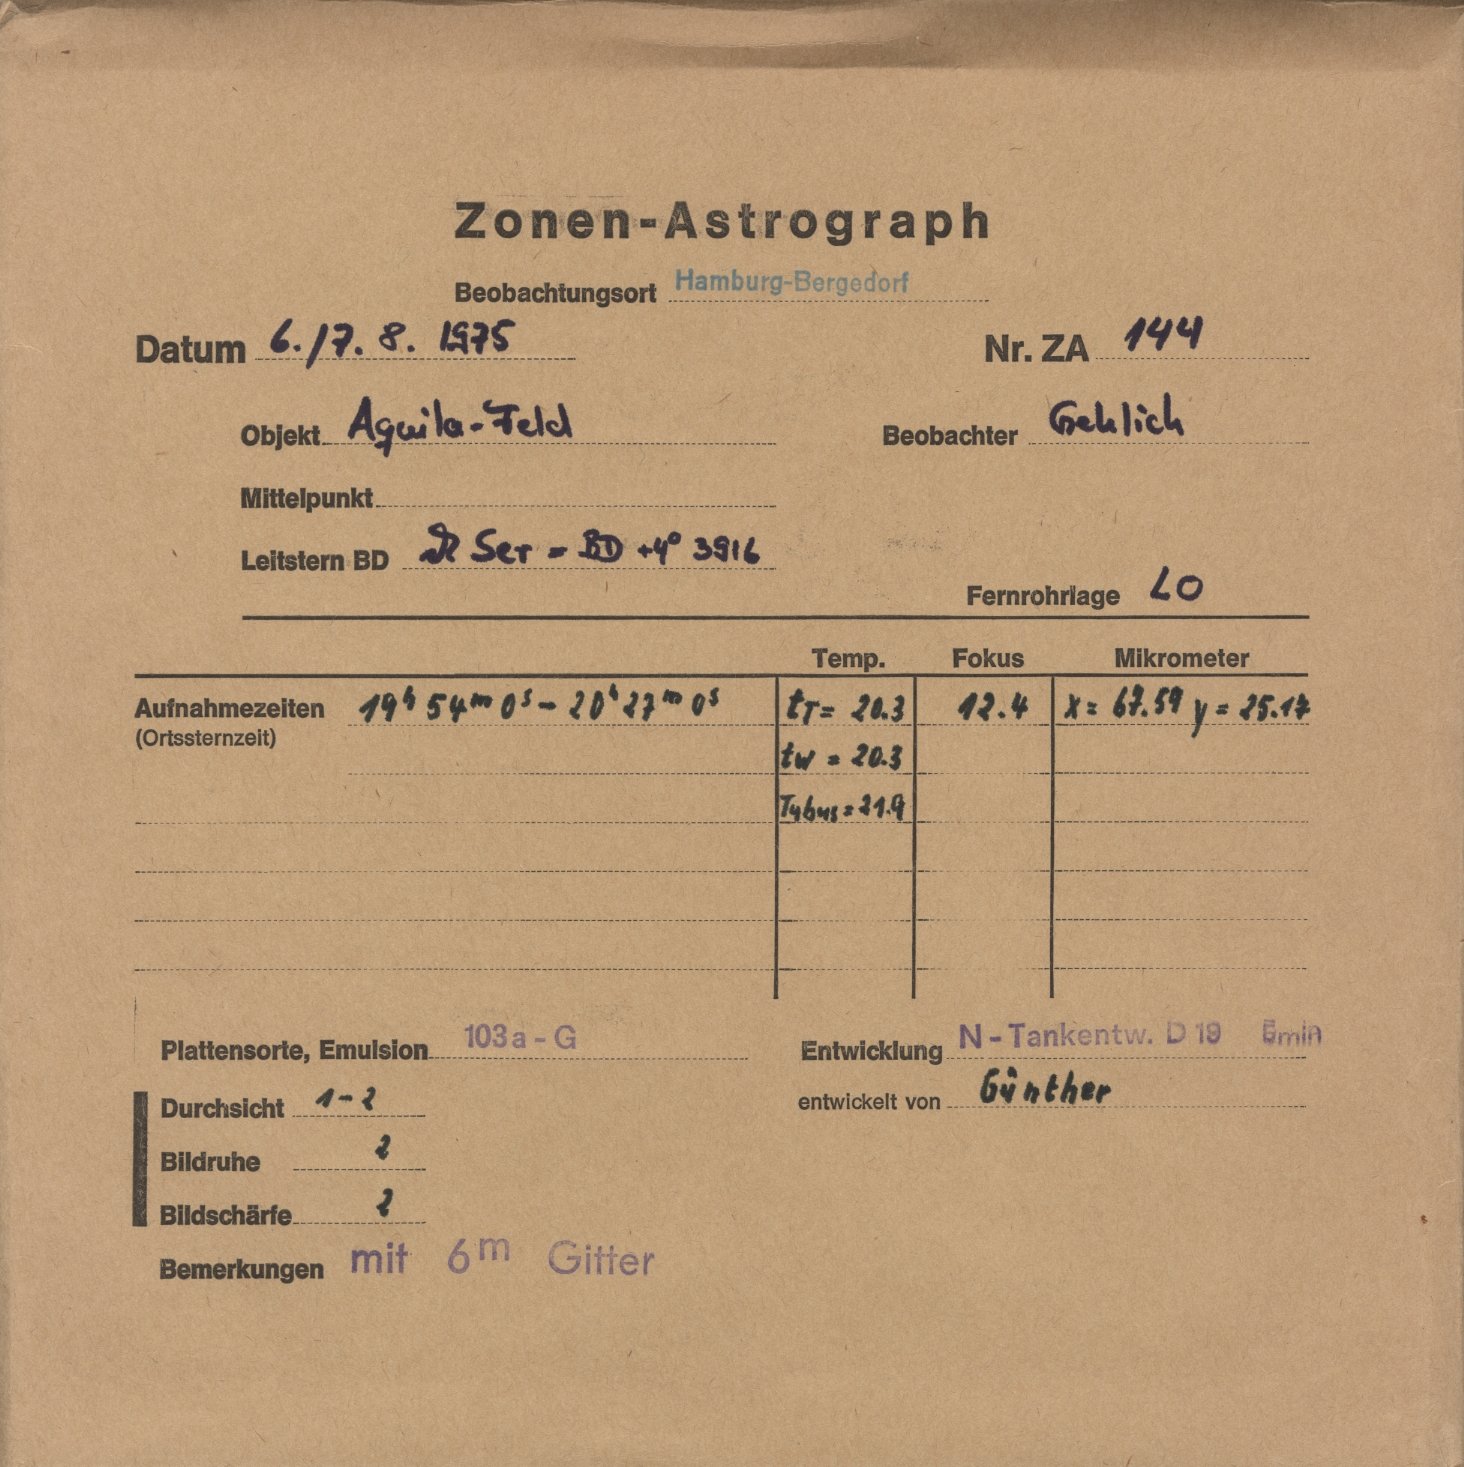 Zonen-Astrograph
Beobachtungsort Hamburg-Bergedorf
Datum 6./7. 8. 1975 Nr. ZA 144
Objekt Aquila-Feld Beobachter Gehlich
Mittelpunkt
Leitstern BD Ser = BD +4° 3916
Fernrohrlage LO
Temp. Fokus Mikrometer
Aufnahmezeiten 19h 54m 0s - 20h 27m 0s tT = 20.3 12.4 x = 67.59 y = 25.17
(Ortssternzeit)
tw = 20.3
Tubus = 21.9
Plattensorte, Emulsion 103a-G Entwicklung N-Tankentw. D 19 5min
Durchsicht 1-2 entwickelt von Günther
Bildruhe 2
Bildschärfe 2
Bemerkungen mit 6m Gitter